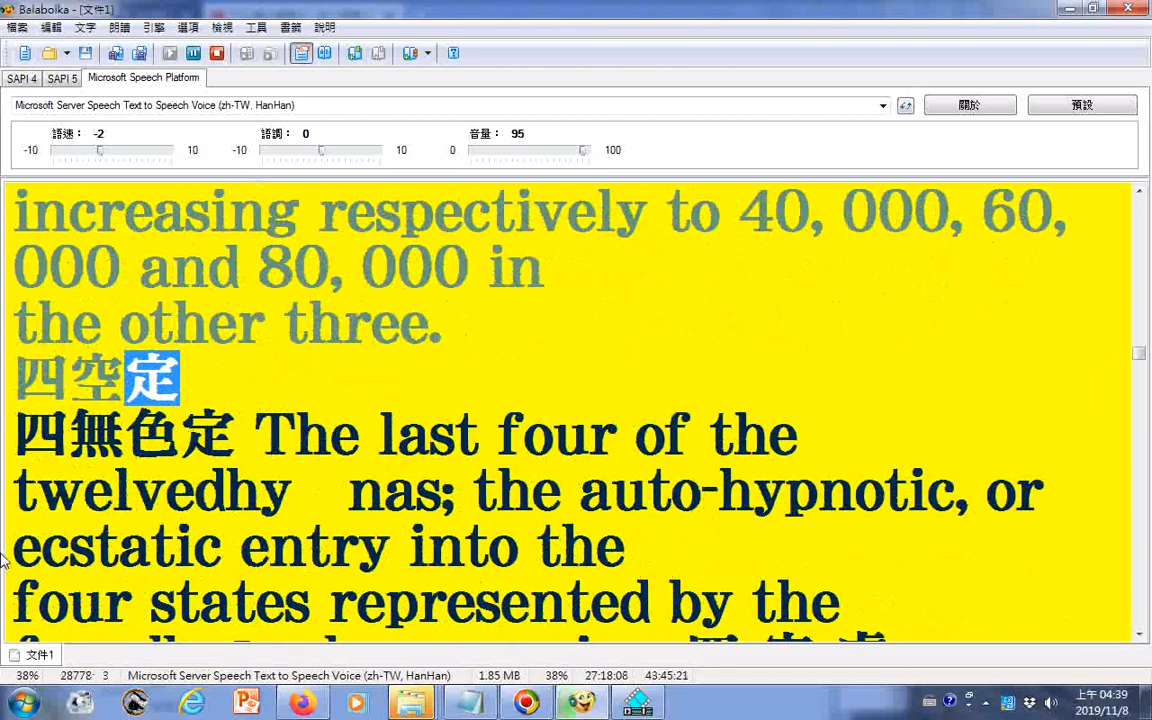 Balabolka - [文件1]
檔案 編輯 文字 朗讀 引擎 選項 檢視 工具 書籤 說明
SAPI 4 SAPI 5 Microsoft Speech Platform
Microsoft Server Speech Text to Speech Voice (zh-TW, HanHan) 關於 預設
語速： -2 語調： 0 音量： 95
-10 10 -10 10 0 100
increasing respectively to 40, 000, 60,
000 and 80, 000 in
the other three.
四空定
四無色定 The last four of the
twelvedhy nas; the auto-hypnotic, or
ecstatic entry into the
four states represented by the
文件1
38% 28778: 3 Microsoft Server Speech Text to Speech Voice (zh-TW, HanHan) 1.85 MB 38% 27:18:08 43:45:21
上午 04:39
2019/11/8